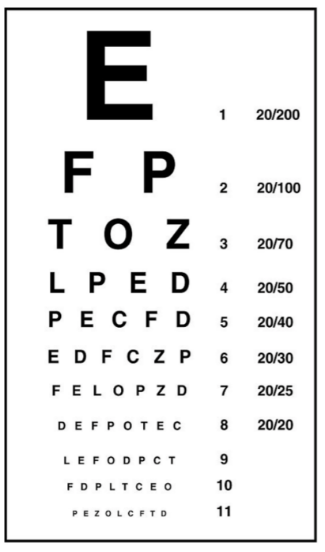 E 1 20/200
F P 2 20/100
T O Z 3 20/70
L P E D 4 20/50
P E C F D 5 20/40
E D F C Z P 6 20/30
F E L O P Z D 7 20/25
D E F P O T E C 8 20/20
L E F O D P C T 9
F D P L T C E O 10
P E Z O L C F T D 11